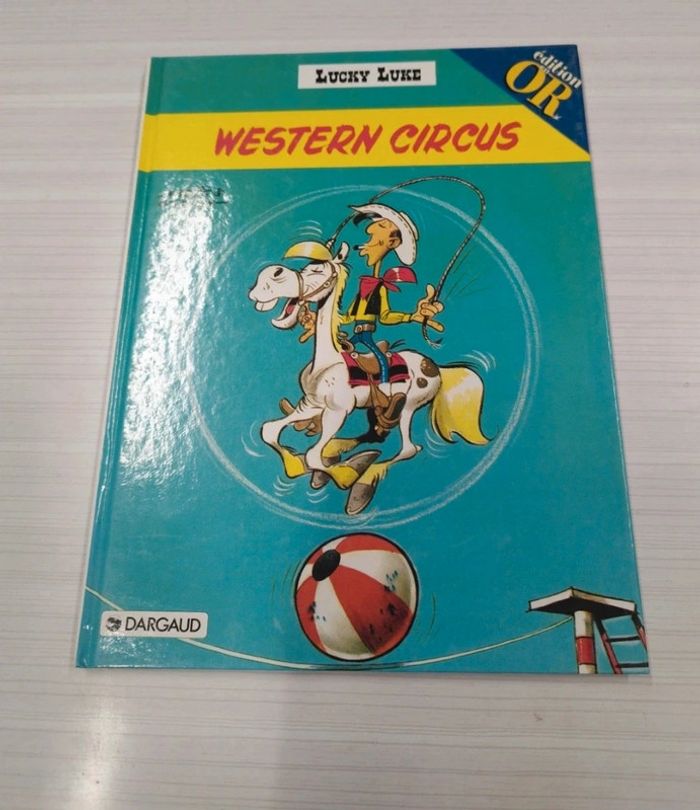 LUCKY LUKE
édition
OR
WESTERN CIRCUS
DARGAUD